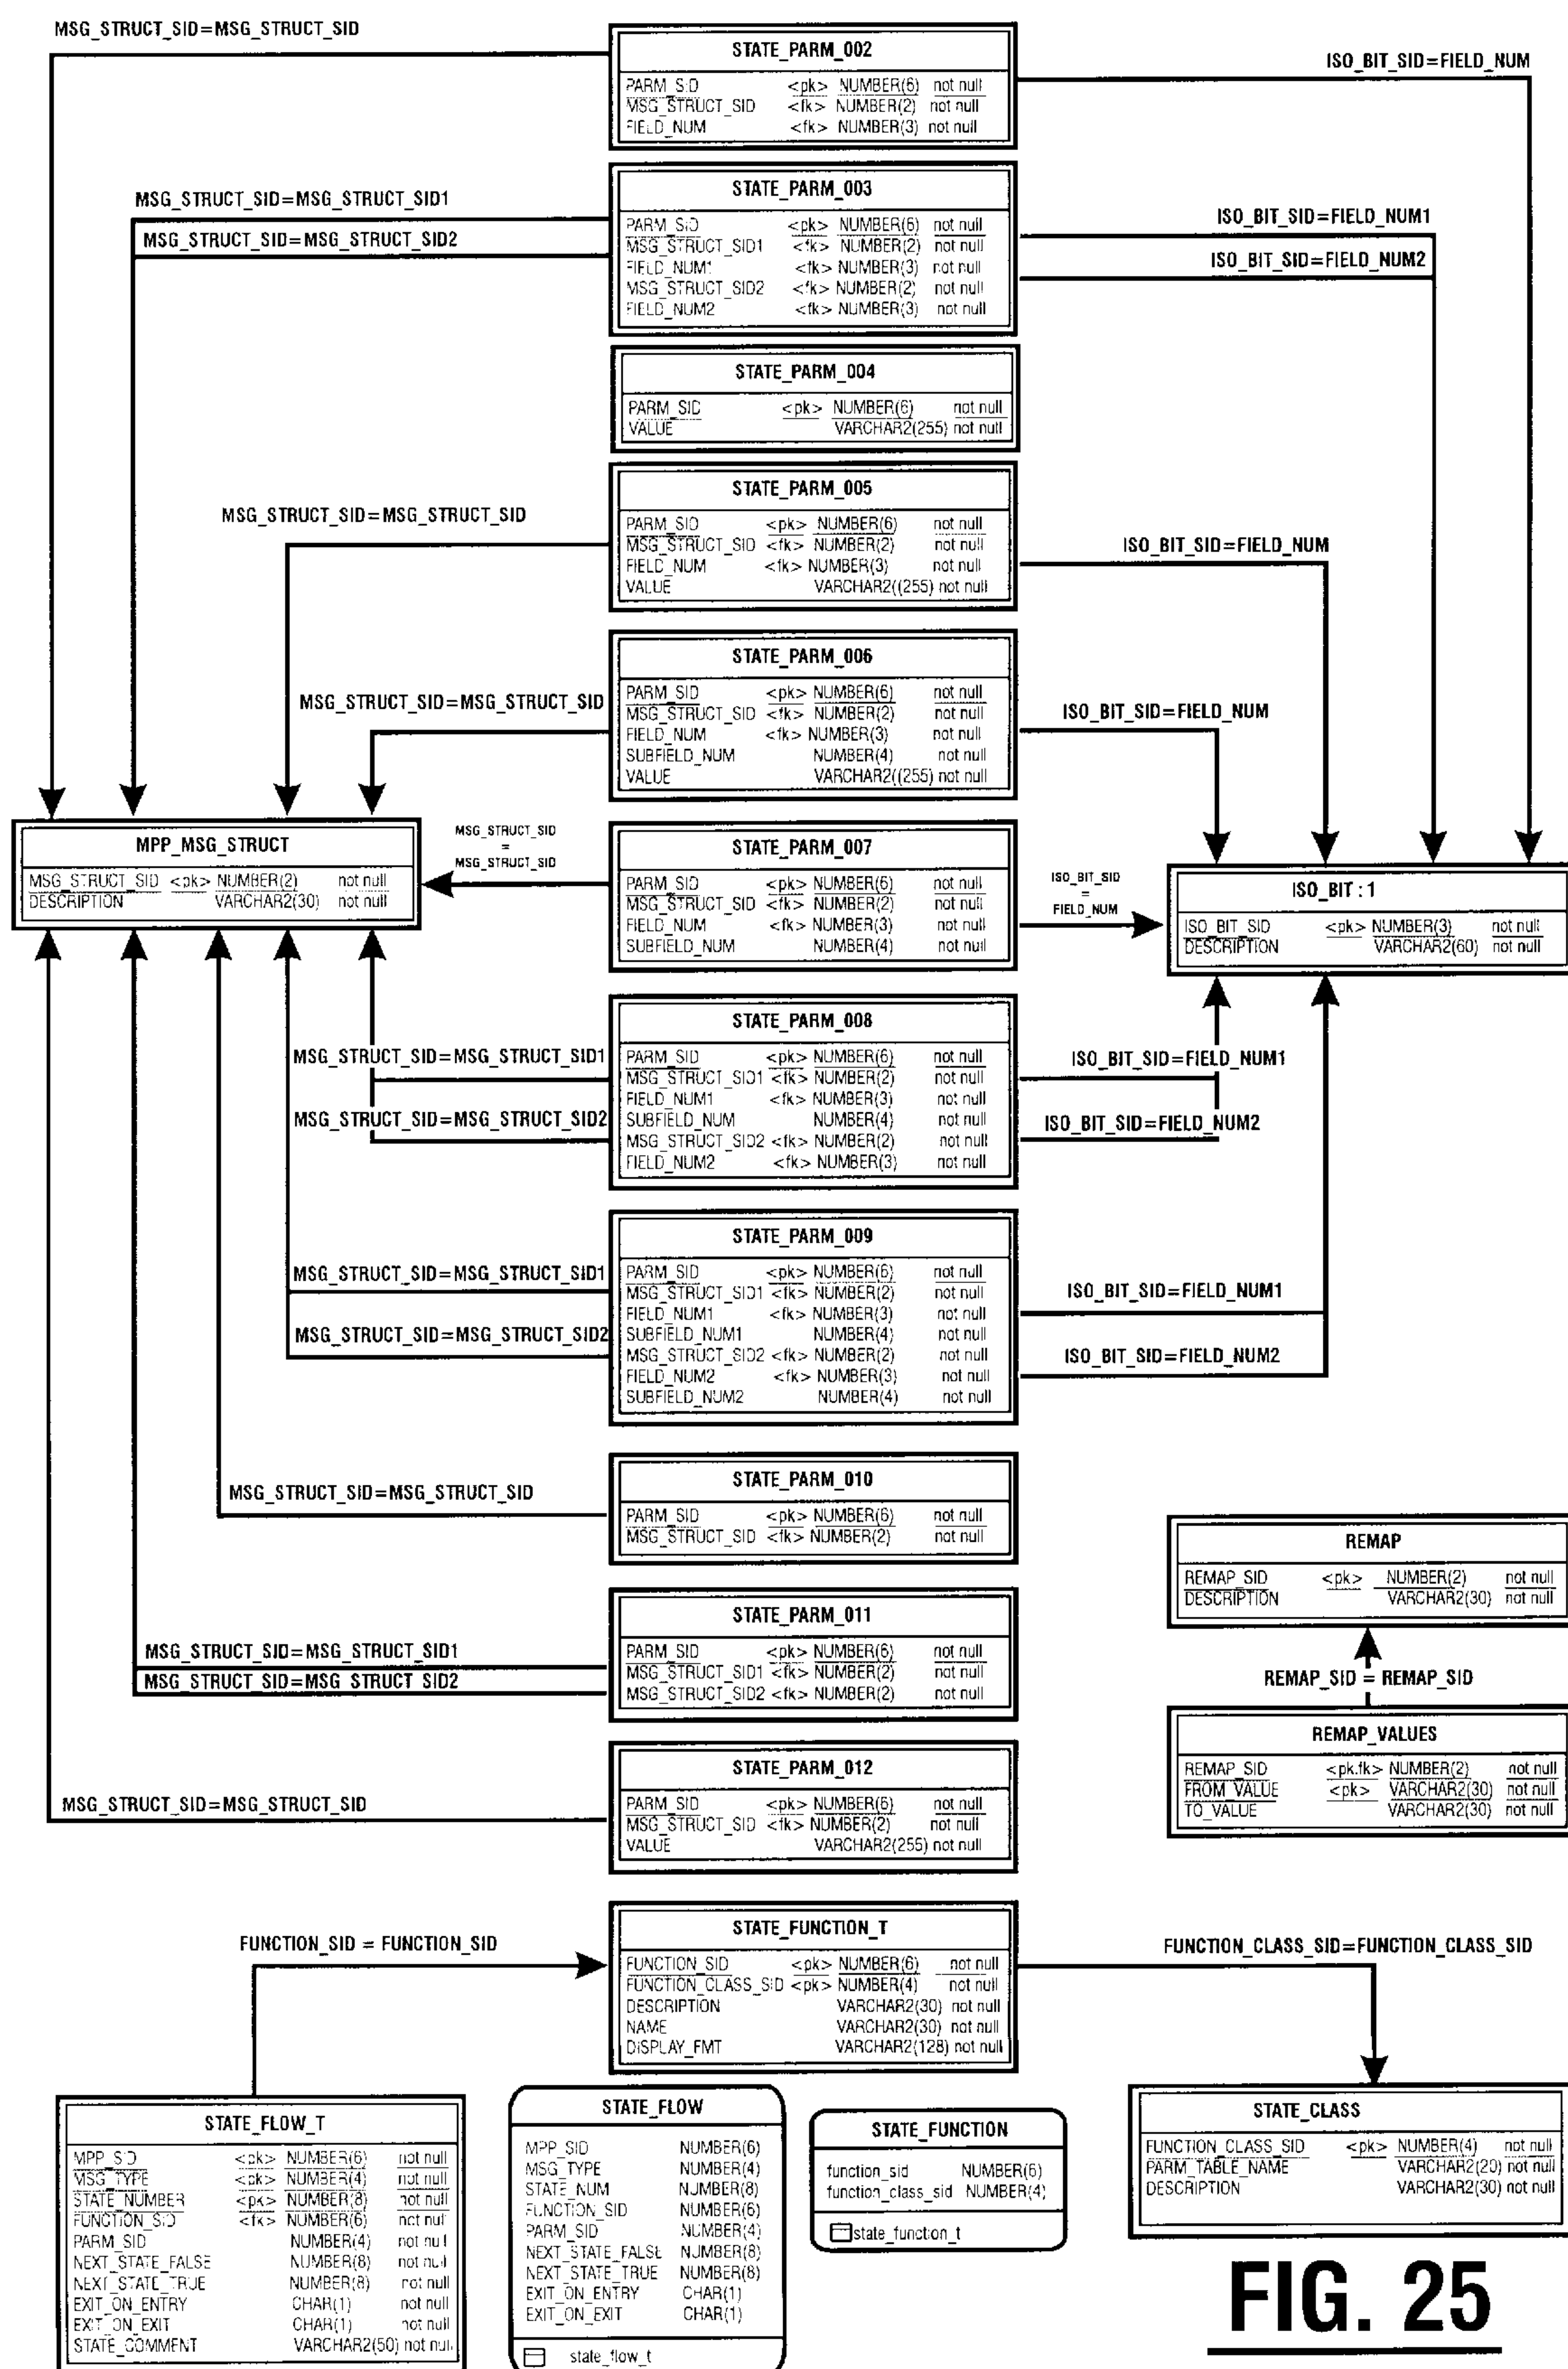 MSG_STRUCT_SID=MSG_STRUCT_SID
STATE_PARM_002
PARM_SID <pk> NUMBER(6) not null
MSG_STRUCT_SID <fk> NUMBER(2) not null
FIELD_NUM <fk> NUMBER(3) not null
ISO_BIT_SID=FIELD_NUM
MSG_STRUCT_SID=MSG_STRUCT_SID1
MSG_STRUCT_SID=MSG_STRUCT_SID2
STATE_PARM_003
PARM_SID <pk> NUMBER(6) not null
MSG_STRUCT_SID1 <fk> NUMBER(2) not null
FIELD_NUM1 <fk> NUMBER(3) not null
MSG_STRUCT_SID2 <fk> NUMBER(2) not null
FIELD_NUM2 <fk> NUMBER(3) not null
ISO_BIT_SID=FIELD_NUM1
ISO_BIT_SID=FIELD_NUM2
STATE_PARM_004
PARM_SID <pk> NUMBER(6) not null
VALUE VARCHAR2(255) not null
MSG_STRUCT_SID=MSG_STRUCT_SID
STATE_PARM_005
PARM_SID <pk> NUMBER(6) not null
MSG_STRUCT_SID <fk> NUMBER(2) not null
FIELD_NUM <fk> NUMBER(3) not null
VALUE VARCHAR2((255) not null
ISO_BIT_SID=FIELD_NUM
MSG_STRUCT_SID=MSG_STRUCT_SID
STATE_PARM_006
PARM_SID <pk> NUMBER(6) not null
MSG_STRUCT_SID <fk> NUMBER(2) not null
FIELD_NUM <fk> NUMBER(3) not null
SUBFIELD_NUM NUMBER(4) not null
VALUE VARCHAR2((255) not null
ISO_BIT_SID=FIELD_NUM
MPP_MSG_STRUCT
MSG_STRUCT_SID <pk> NUMBER(2) not null
DESCRIPTION VARCHAR2(30) not null
MSG_STRUCT_SID
=
MSG_STRUCT_SID
STATE_PARM_007
PARM_SID <pk> NUMBER(6) not null
MSG_STRUCT_SID <fk> NUMBER(2) not null
FIELD_NUM <fk> NUMBER(3) not null
SUBFIELD_NUM NUMBER(4) not null
ISO_BIT_SID
=
FIELD_NUM
ISO_BIT : 1
ISO_BIT_SID <pk> NUMBER(3) not null
DESCRIPTION VARCHAR2(60) not null
MSG_STRUCT_SID=MSG_STRUCT_SID1
MSG_STRUCT_SID=MSG_STRUCT_SID2
STATE_PARM_008
PARM_SID <pk> NUMBER(6) not null
MSG_STRUCT_SID1 <fk> NUMBER(2) not null
FIELD_NUM1 <fk> NUMBER(3) not null
SUBFIELD_NUM NUMBER(4) not null
MSG_STRUCT_SID2 <fk> NUMBER(2) not null
FIELD_NUM2 <fk> NUMBER(3) not null
ISO_BIT_SID=FIELD_NUM1
ISO_BIT_SID=FIELD_NUM2
MSG_STRUCT_SID=MSG_STRUCT_SID1
MSG_STRUCT_SID=MSG_STRUCT_SID2
STATE_PARM_009
PARM_SID <pk> NUMBER(6) not null
MSG_STRUCT_SID1 <fk> NUMBER(2) not null
FIELD_NUM1 <fk> NUMBER(3) not null
SUBFIELD_NUM1 NUMBER(4) not null
MSG_STRUCT_SID2 <fk> NUMBER(2) not null
FIELD_NUM2 <fk> NUMBER(3) not null
SUBFIELD_NUM2 NUMBER(4) not null
ISO_BIT_SID=FIELD_NUM1
ISO_BIT_SID=FIELD_NUM2
MSG_STRUCT_SID=MSG_STRUCT_SID
STATE_PARM_010
PARM_SID <pk> NUMBER(6) not null
MSG_STRUCT_SID <fk> NUMBER(2) not null
REMAP
REMAP_SID <pk> NUMBER(2) not null
DESCRIPTION VARCHAR2(30) not null
MSG_STRUCT_SID=MSG_STRUCT_SID1
MSG_STRUCT_SID=MSG_STRUCT_SID2
STATE_PARM_011
PARM_SID <pk> NUMBER(6) not null
MSG_STRUCT_SID1 <fk> NUMBER(2) not null
MSG_STRUCT_SID2 <fk> NUMBER(2) not null
REMAP_SID = REMAP_SID
REMAP_VALUES
REMAP_SID <pk.fk> NUMBER(2) not null
FROM_VALUE <pk> VARCHAR2(30) not null
TO_VALUE VARCHAR2(30) not null
MSG_STRUCT_SID=MSG_STRUCT_SID
STATE_PARM_012
PARM_SID <pk> NUMBER(6) not null
MSG_STRUCT_SID <fk> NUMBER(2) not null
VALUE VARCHAR2(255) not null
FUNCTION_SID = FUNCTION_SID
STATE_FUNCTION_T
FUNCTION_SID <pk> NUMBER(6) not null
FUNCTION_CLASS_SID <pk> NUMBER(4) not null
DESCRIPTION VARCHAR2(30) not null
NAME VARCHAR2(30) not null
DISPLAY_FMT VARCHAR2(128) not null
FUNCTION_CLASS_SID=FUNCTION_CLASS_SID
STATE_FLOW_T
MPP_SID <pk> NUMBER(6) not null
MSG_TYPE <pk> NUMBER(4) not null
STATE_NUMBER <pk> NUMBER(8) not null
FUNCTION_SID <fk> NUMBER(6) not null
PARM_SID NUMBER(4) not null
NEXT_STATE_FALSE NUMBER(8) not null
NEXT_STATE_TRUE NUMBER(8) not null
EXIT_ON_ENTRY CHAR(1) not null
EXIT_ON_EXIT CHAR(1) not null
STATE_COMMENT VARCHAR2(50) not null
STATE_FLOW
MPP_SID NUMBER(6)
MSG_TYPE NUMBER(4)
STATE_NUM NUMBER(8)
FUNCTION_SID NUMBER(6)
PARM_SID NUMBER(4)
NEXT_STATE_FALSE NUMBER(8)
NEXT_STATE_TRUE NUMBER(8)
EXIT_ON_ENTRY CHAR(1)
EXIT_ON_EXIT CHAR(1)
state_flow_t
STATE_FUNCTION
function_sid NUMBER(6)
function_class_sid NUMBER(4)
state_function_t
STATE_CLASS
FUNCTION_CLASS_SID <pk> NUMBER(4) not null
PARM_TABLE_NAME VARCHAR2(20) not null
DESCRIPTION VARCHAR2(30) not null
FIG. 25